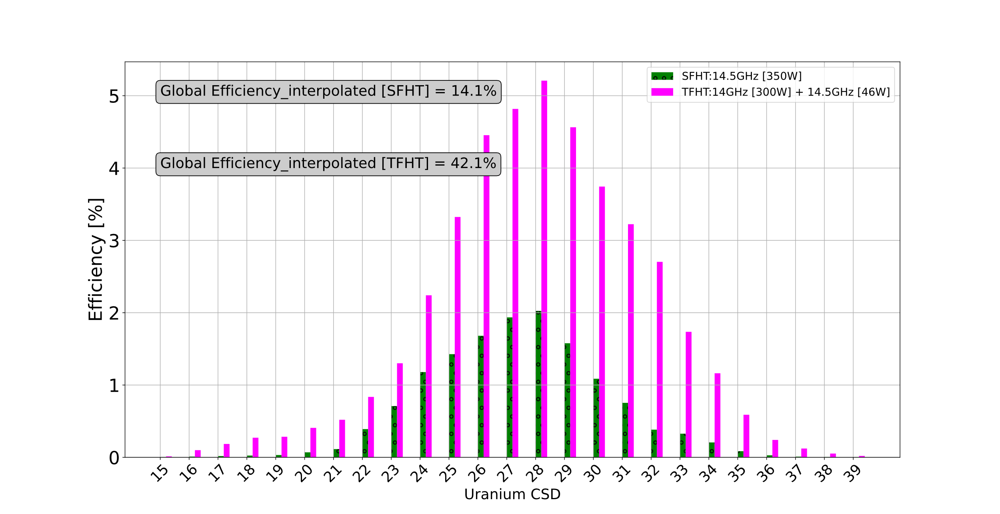 SFHT:14.5GHz [350W]
TFHT:14GHz [300W] + 14.5GHz [46W]
Global Efficiency_interpolated [SFHT] = 14.1%
Global Efficiency_interpolated [TFHT] = 42.1%
Efficiency [%]
5
4
3
2
1
0
15 16 17 18 19 20 21 22 23 24 25 26 27 28 29 30 31 32 33 34 35 36 37 38 39
Uranium CSD